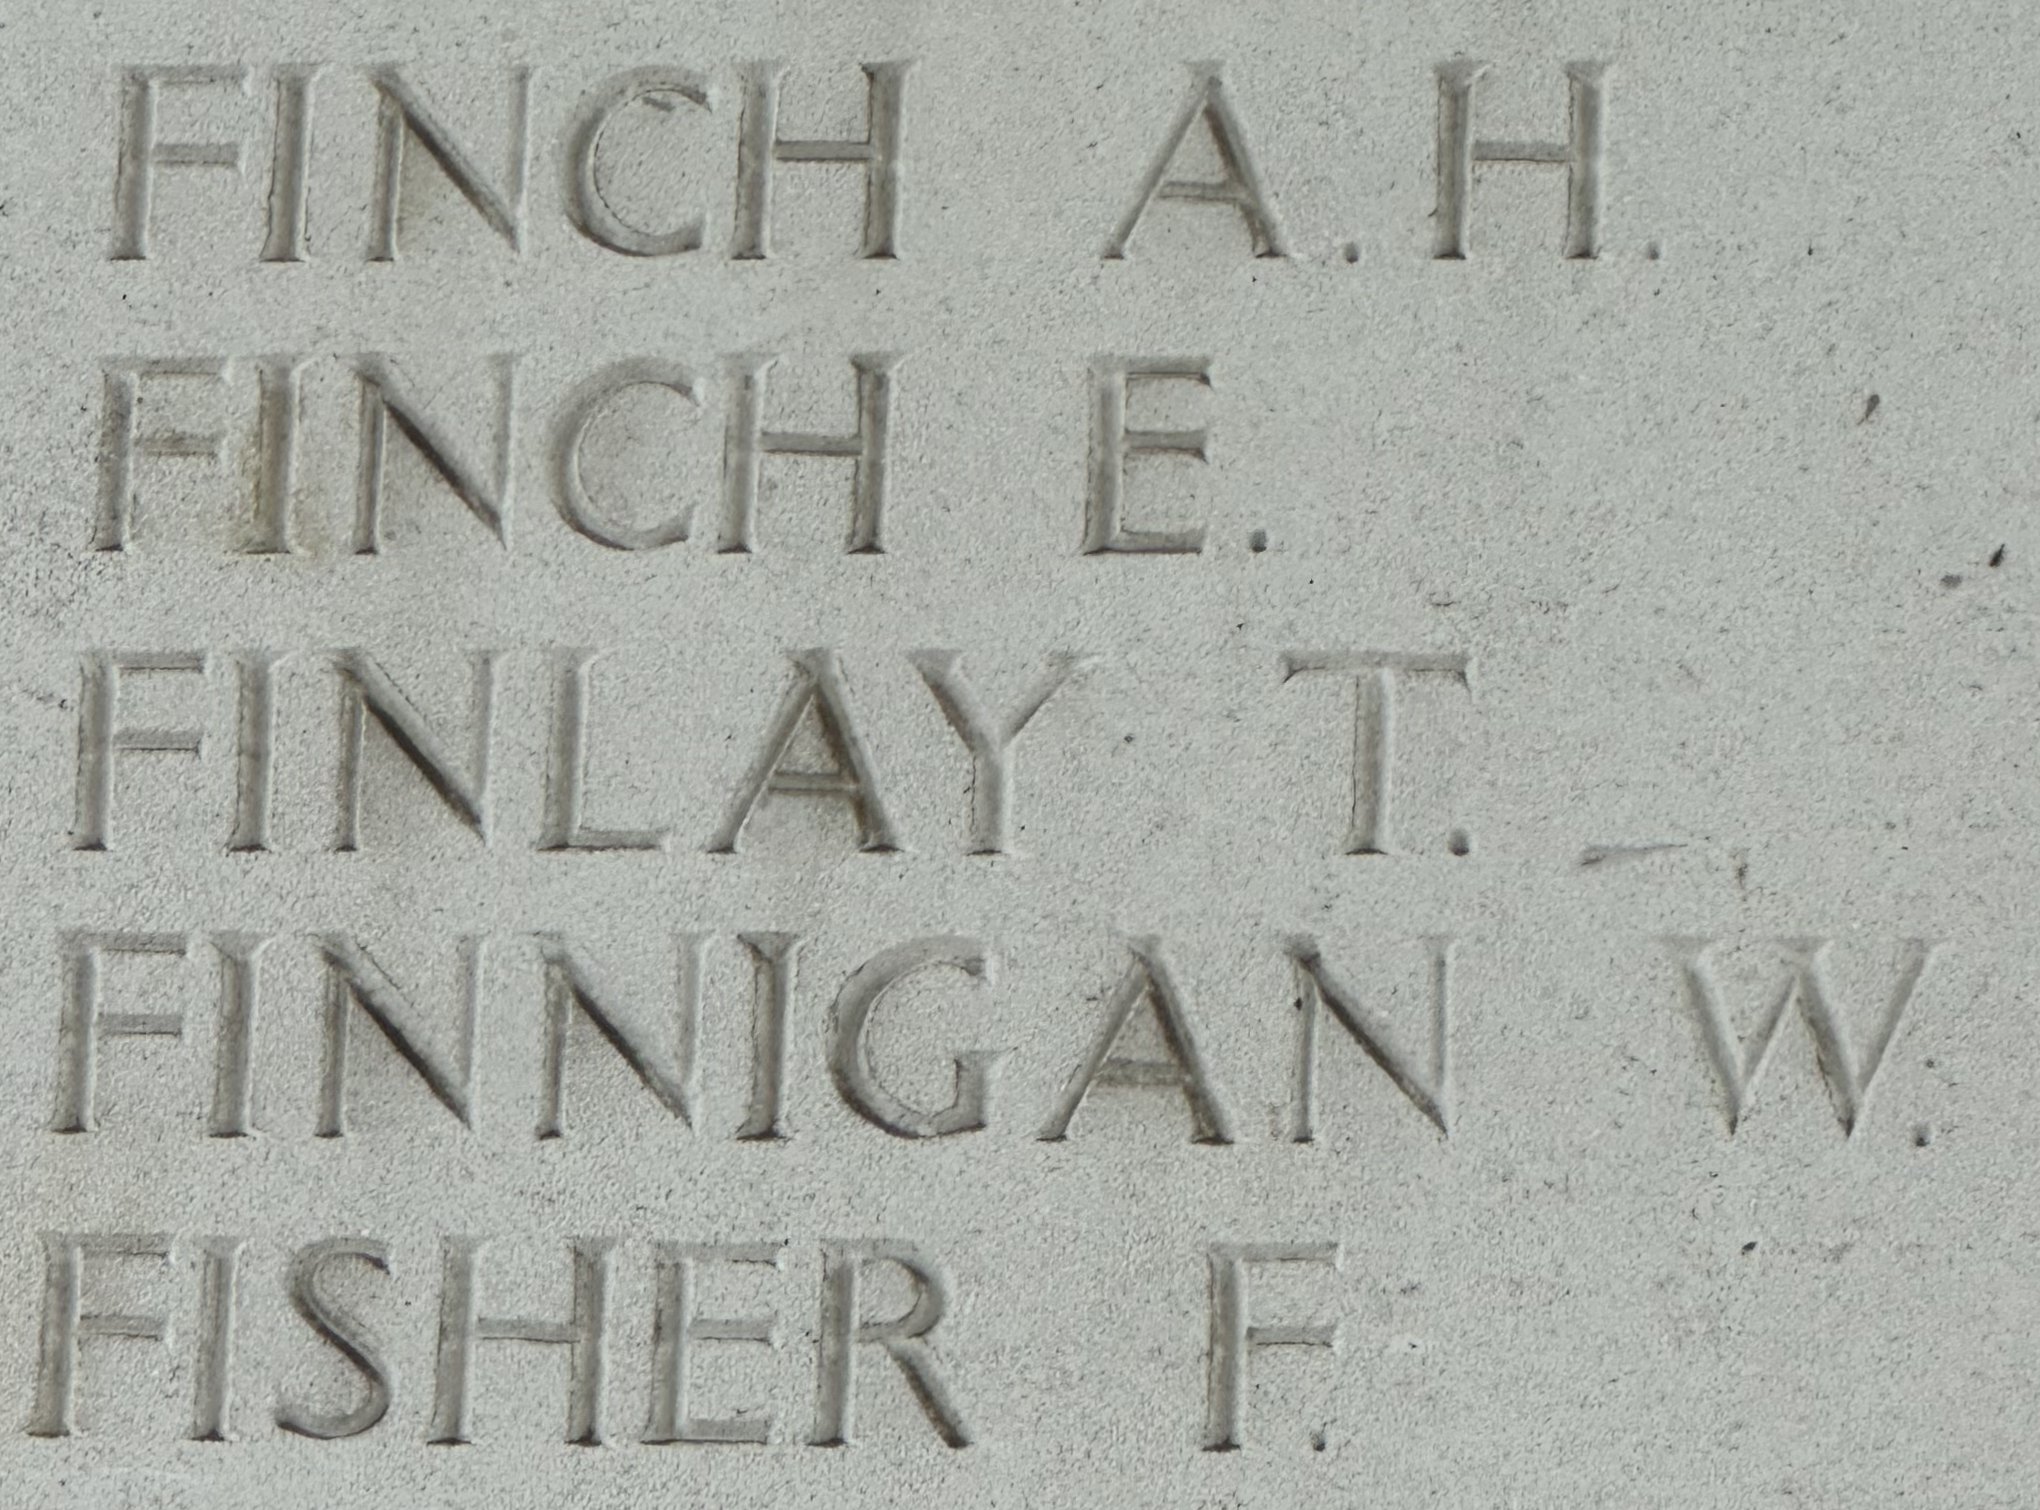 FINCH A.H.
FINCH E.
FINLAY T.
FINNIGAN W.
FISHER F.